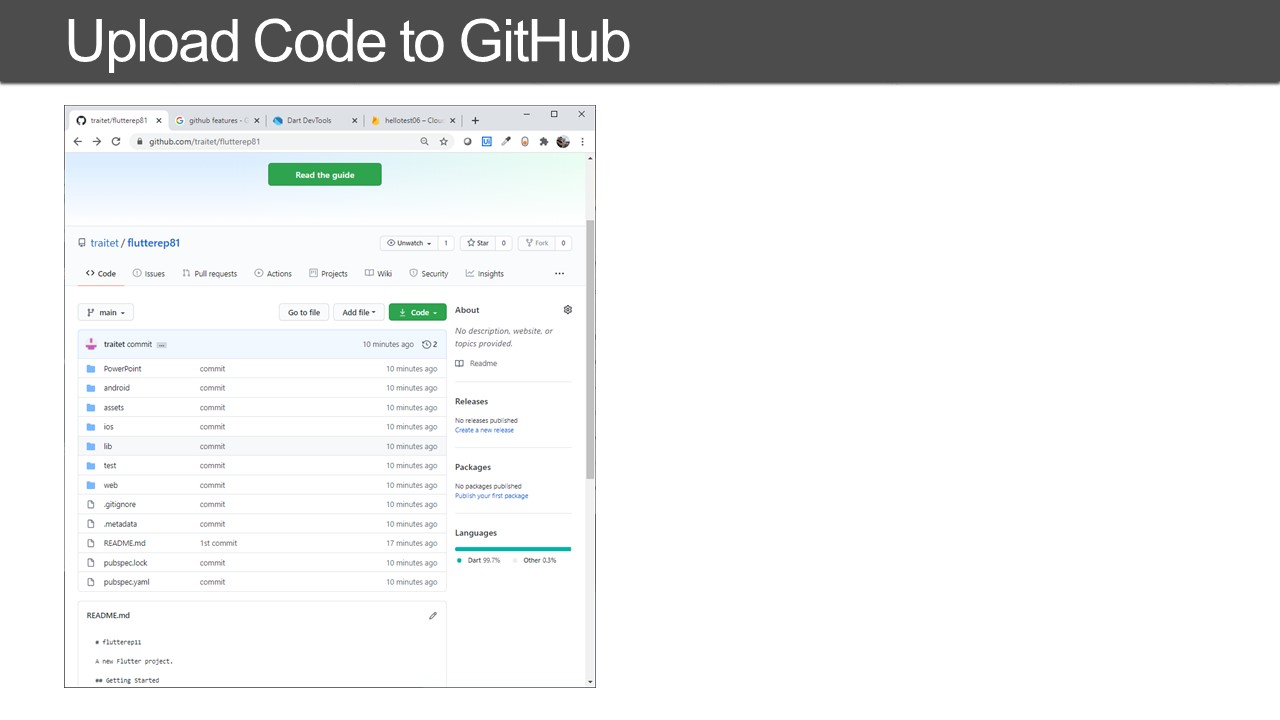 Upload Code to GitHub
traitet/flutterep81
github features - G
Dart DevTools
hellotest06 – Clou
github.com/traitet/flutterep81
Read the guide
traitet / flutterep81
Unwatch 1
Star 0
Fork 0
Code
Issues
Pull requests
Actions
Projects
Wiki
Security
Insights
main
Go to file
Add file
Code
traitet commit 10 minutes ago 2
PowerPoint commit 10 minutes ago
android commit 10 minutes ago
assets commit 10 minutes ago
ios commit 10 minutes ago
lib commit 10 minutes ago
test commit 10 minutes ago
web commit 10 minutes ago
.gitignore commit 10 minutes ago
.metadata commit 10 minutes ago
README.md 1st commit 17 minutes ago
pubspec.lock commit 10 minutes ago
pubspec.yaml commit 10 minutes ago
README.md
# flutterep11
A new Flutter project.
## Getting Started
About
No description, website, or
topics provided.
Readme
Releases
No releases published
Create a new release
Packages
No packages published
Publish your first package
Languages
Dart 99.7% Other 0.3%